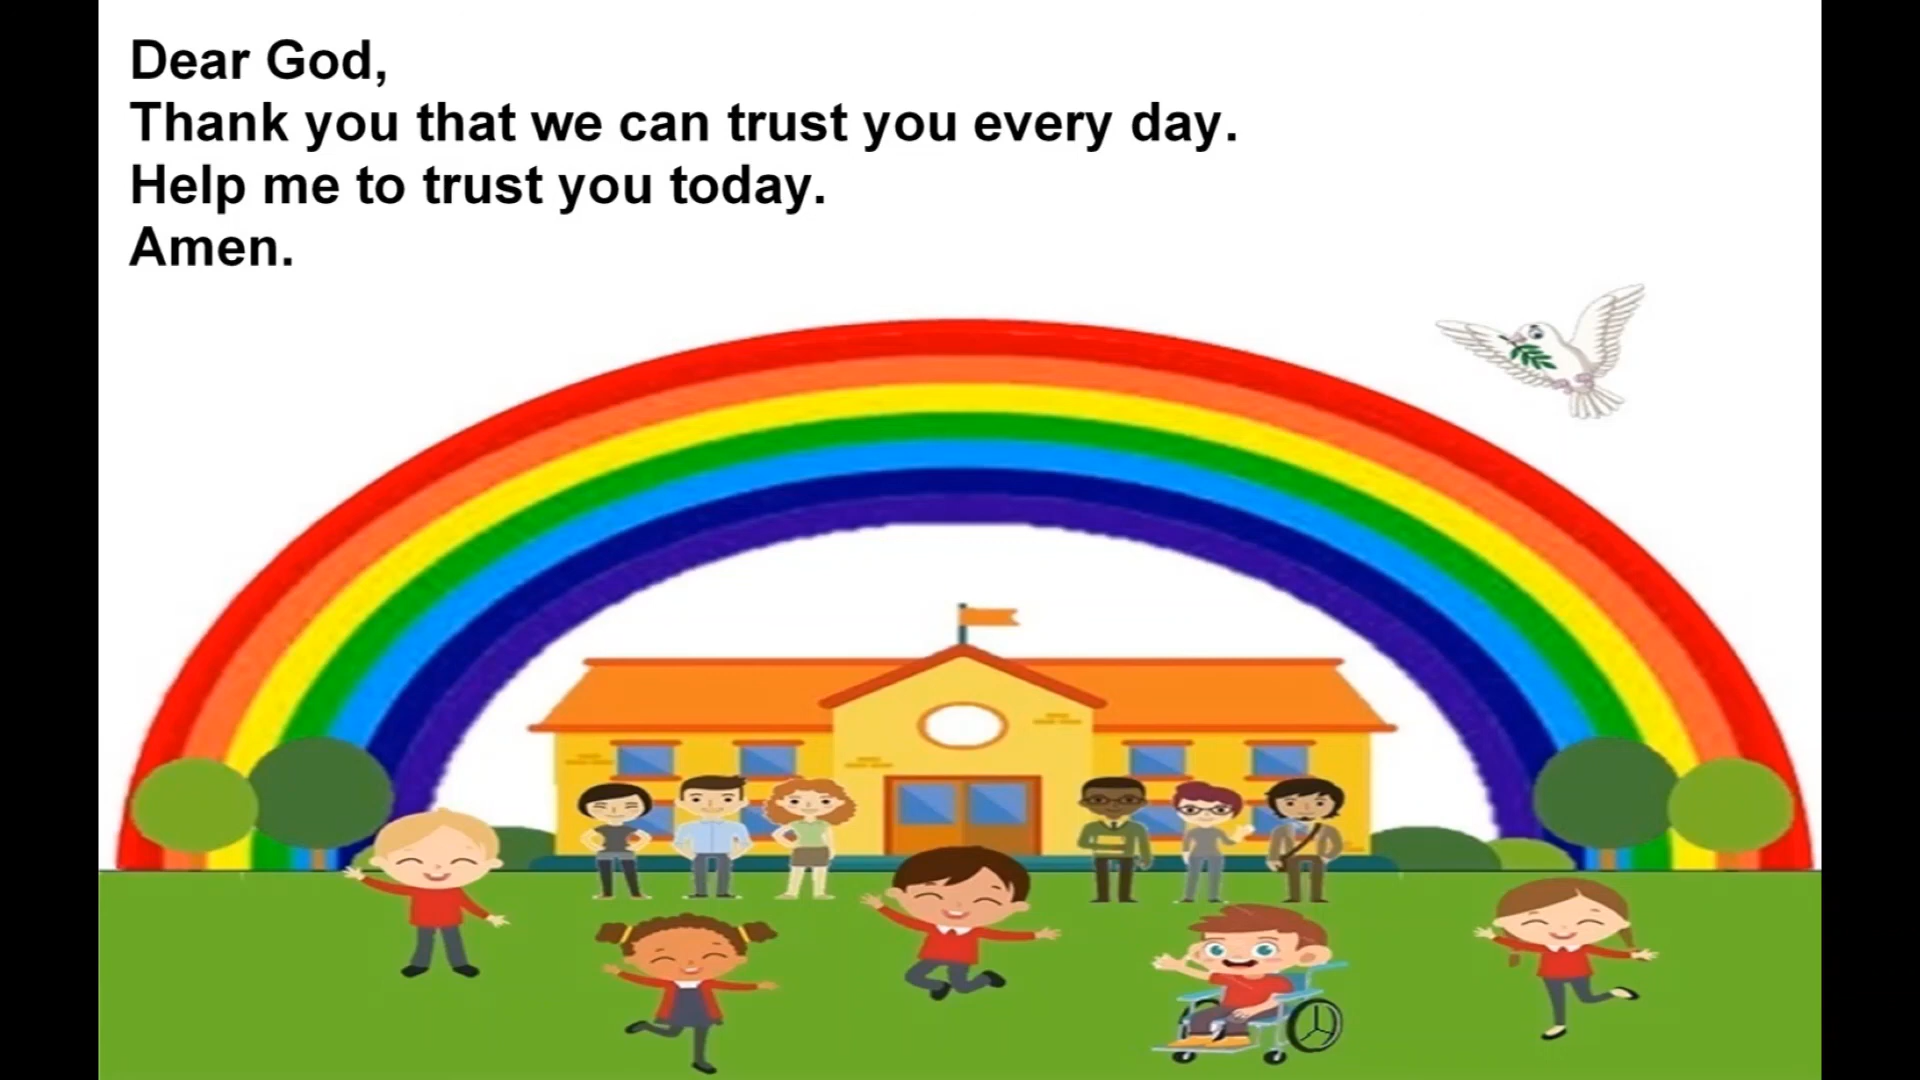 Dear God,
Thank you that we can trust you every day.
Help me to trust you today.
Amen.